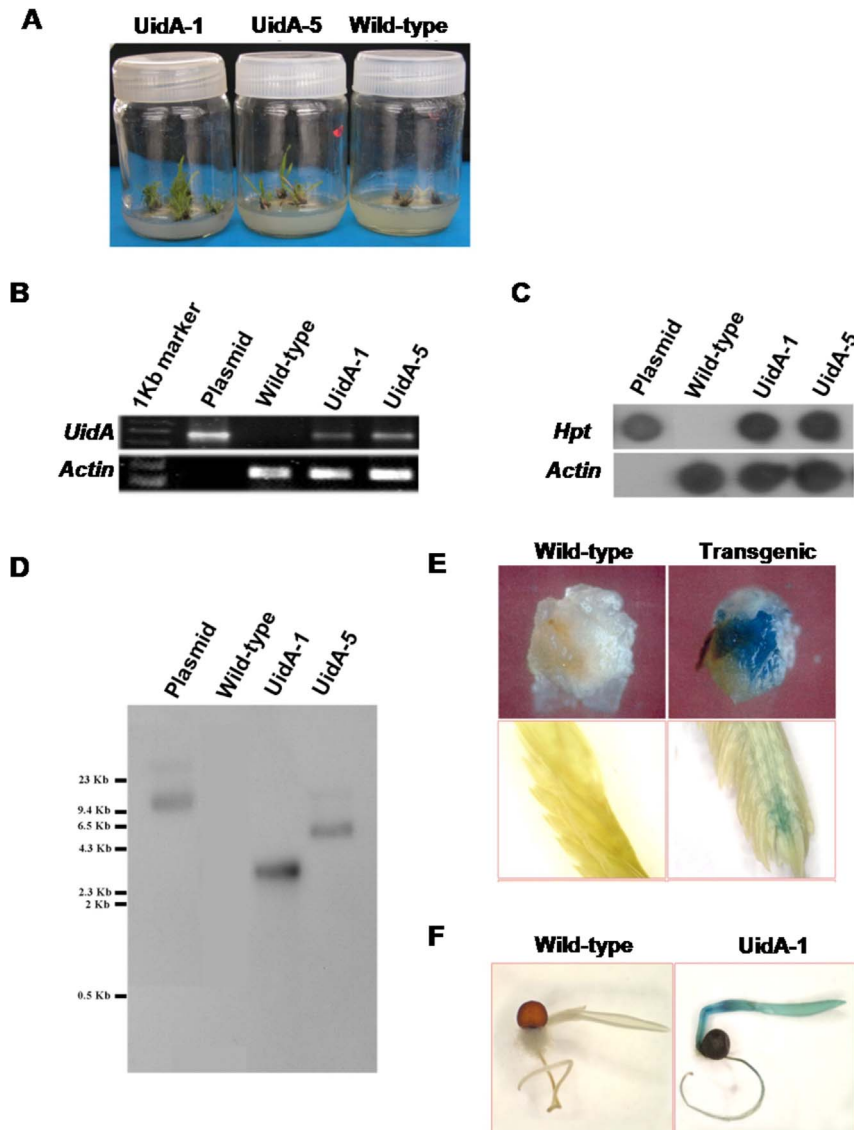 A
UidA-1 UidA-5 Wild-type
B
1Kb marker Plasmid Wild-type UidA-1 UidA-5
UidA
Actin
C
Plasmid Wild-type UidA-1 UidA-5
Hpt
Actin
D
Plasmid Wild-type UidA-1 UidA-5
23 Kb
9.4 Kb
6.5 Kb
4.3 Kb
2.3 Kb
2 Kb
0.5 Kb
E
Wild-type Transgenic
F
Wild-type UidA-1